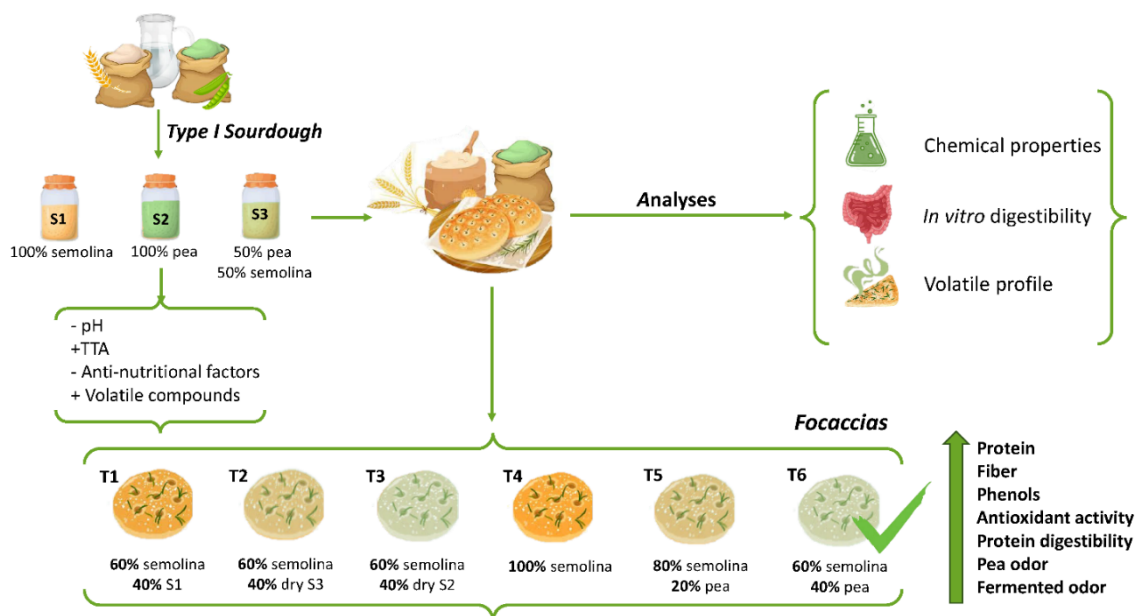 Type I Sourdough
S1
S2
S3
100% semolina
100% pea
50% pea
50% semolina
Analyses
Chemical properties
In vitro digestibility
Volatile profile
- pH
+TTA
- Anti-nutritional factors
+ Volatile compounds
Focaccias
T1
T2
T3
T4
T5
T6
60% semolina
40% S1
60% semolina
40% dry S3
60% semolina
40% dry S2
100% semolina
80% semolina
20% pea
60% semolina
40% pea
Protein
Fiber
Phenols
Antioxidant activity
Protein digestibility
Pea odor
Fermented odor